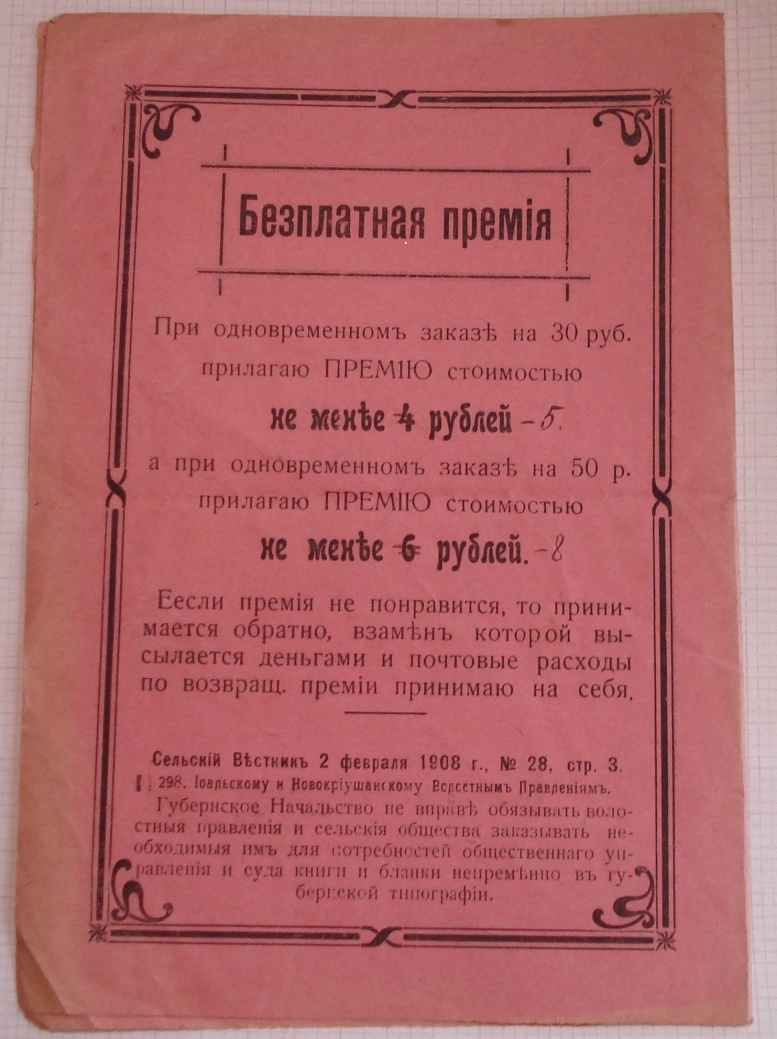 Безплатная премія
При одновременномъ заказѣ на 30 руб.
прилагаю ПРЕМІЮ стоимостью
не менѣе 4 рублей – 5.
а при одновременномъ заказѣ на 50 р.
прилагаю ПРЕМІЮ стоимостью
не менѣе 6 рублей. – 8
Еесли премія не понравится, то прини-
мается обратно, взамѣнъ которой вы-
сылается деньгами и почтовые расходы
по возвращ. преміи принимаю на себя.
Сельскій Вѣстникъ 2 февраля 1908 г., № 28, стр. 3.
298. Іоальскому и Новокріушанскому Вслсетнымъ Правленіямъ.
Губернское Начальство не вправѣ обязывать воло-
стныя правленія и сельскія общества заказывать не-
обходимыя имъ для потребностей общественнаго уп-
равленія и суда книги и бланки непремѣнно въ гу-
бернской типографіи.